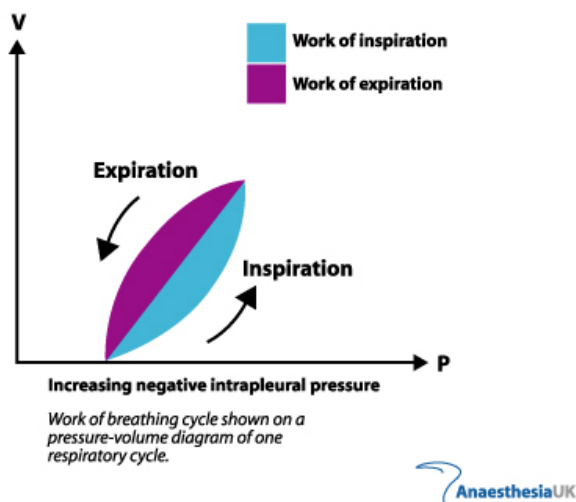 V
Work of inspiration
Work of expiration
Expiration
Inspiration
P
Increasing negative intrapleural pressure
Work of breathing cycle shown on a
pressure-volume diagram of one
respiratory cycle.
AnaesthesiaUK